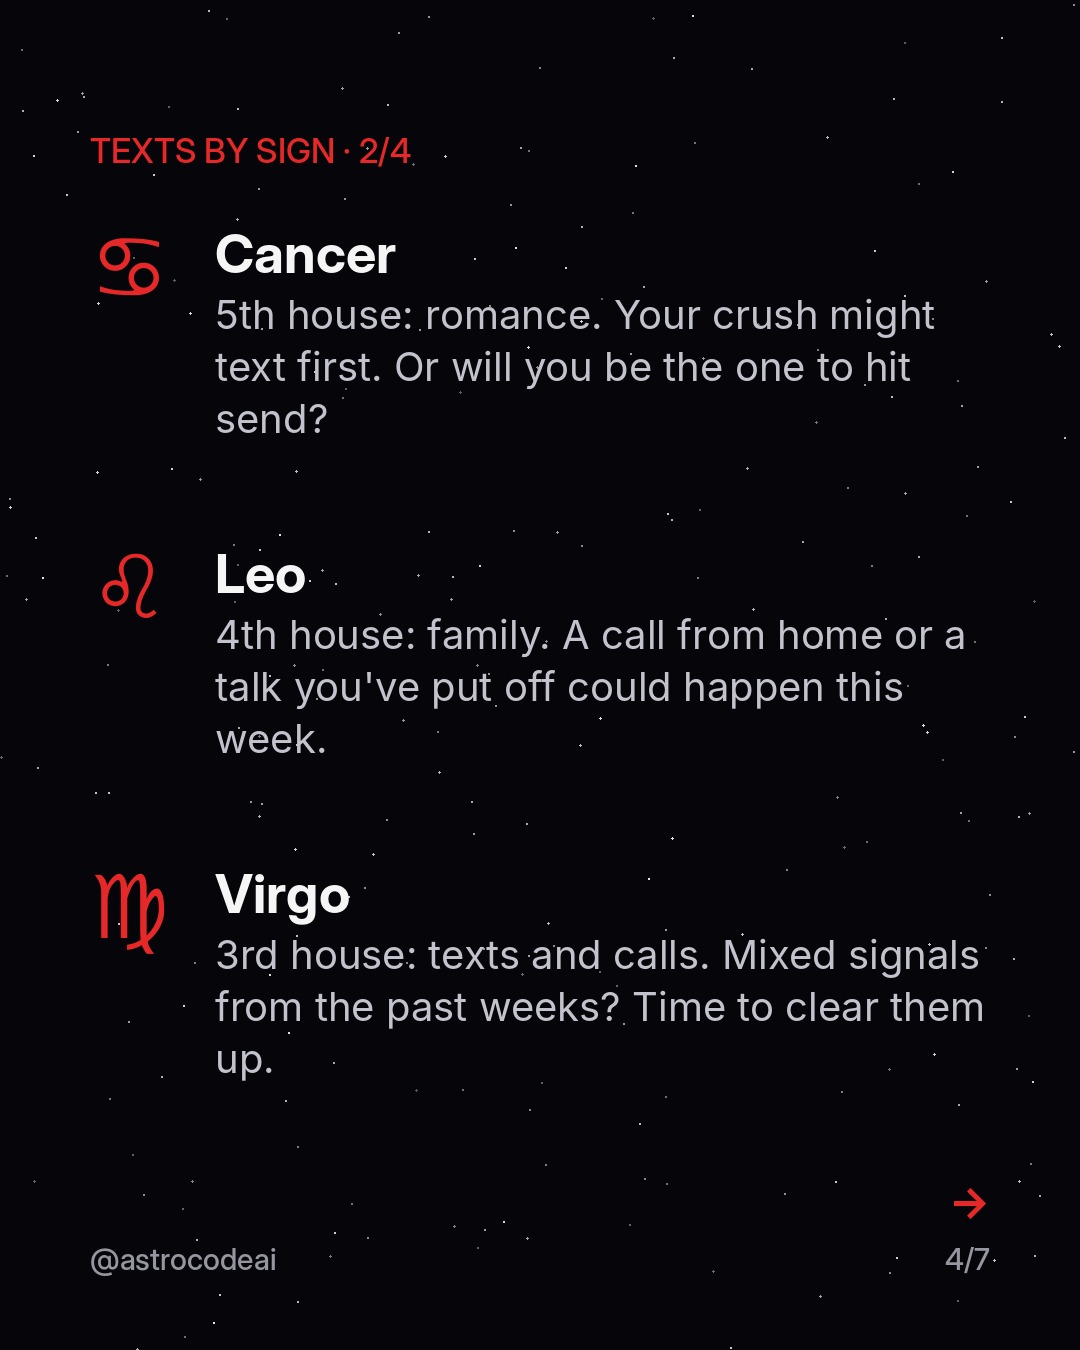 TEXTS BY SIGN · 2/4
♋ Cancer
5th house: romance. Your crush might
text first. Or will you be the one to hit
send?
♌ Leo
4th house: family. A call from home or a
talk you've put off could happen this
week.
♍ Virgo
3rd house: texts and calls. Mixed signals
from the past weeks? Time to clear them
up.
→
@astrocodeai
4/7